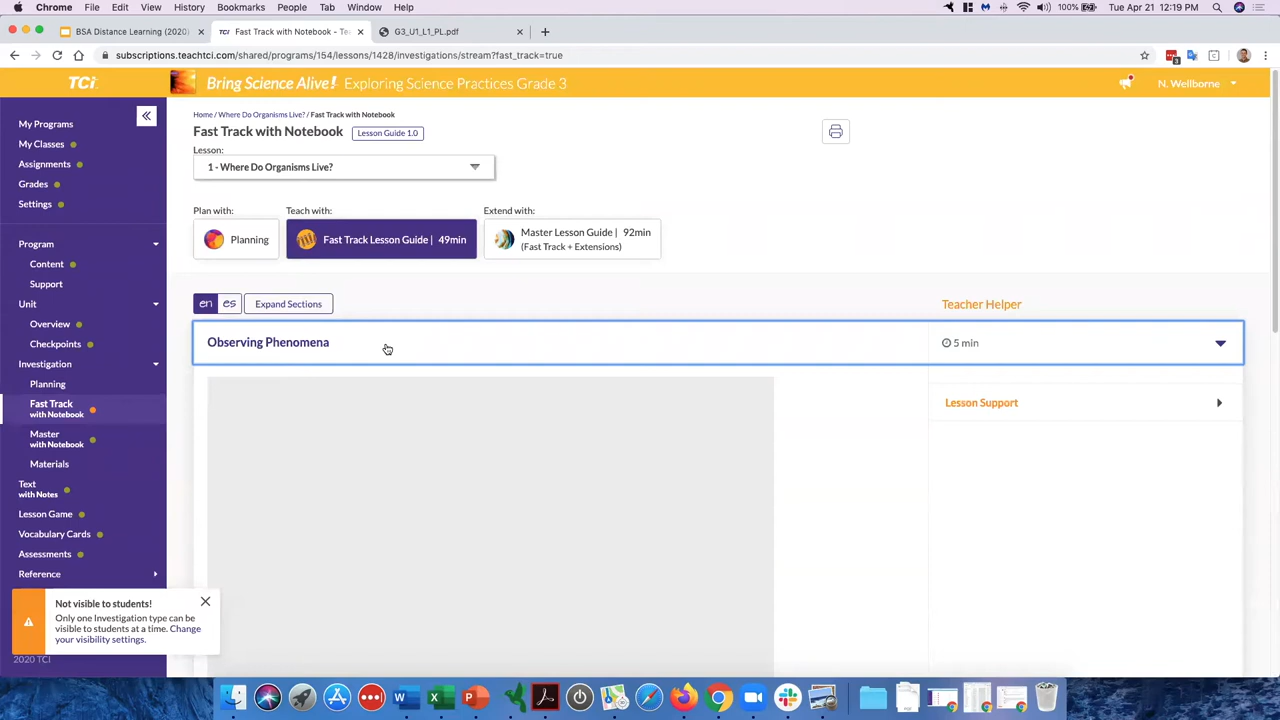 Chrome File Edit View History Bookmarks People Tab Window Help
100% Tue Apr 21 12:19 PM
BSA Distance Learning (2020)
TCi Fast Track with Notebook - Te
G3_U1_L1_PL.pdf
subscriptions.teachtci.com/shared/programs/154/lessons/1428/investigations/stream?fast_track=true
3
TCi
Bring Science Alive! Exploring Science Practices Grade 3
N. Wellborne
My Programs
My Classes
Assignments
Grades
Settings
Program
Content
Support
Unit
Overview
Checkpoints
Investigation
Planning
Fast Track
with Notebook
Master
with Notebook
Materials
Text
with Notes
Lesson Game
Vocabulary Cards
Assessments
Reference
Not visible to students!
Only one Investigation type can be
visible to students at a time. Change
your visibility settings.
2020 TCI
Home / Where Do Organisms Live? / Fast Track with Notebook
Fast Track with Notebook Lesson Guide 1.0
Lesson:
1 - Where Do Organisms Live?
Plan with:
Planning
Teach with:
Fast Track Lesson Guide | 49min
Extend with:
Master Lesson Guide | 92min
(Fast Track + Extensions)
en es Expand Sections
Teacher Helper
Observing Phenomena
5 min
Lesson Support